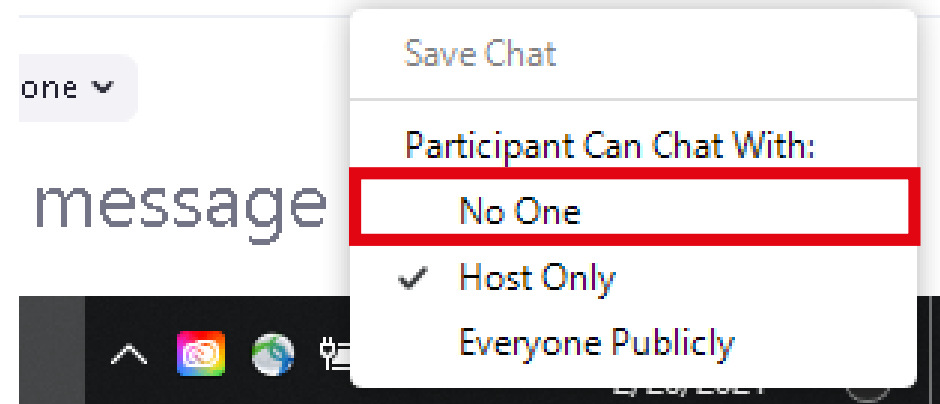 Save Chat
one
Participant Can Chat With:
message
No One
Host Only
Everyone Publicly